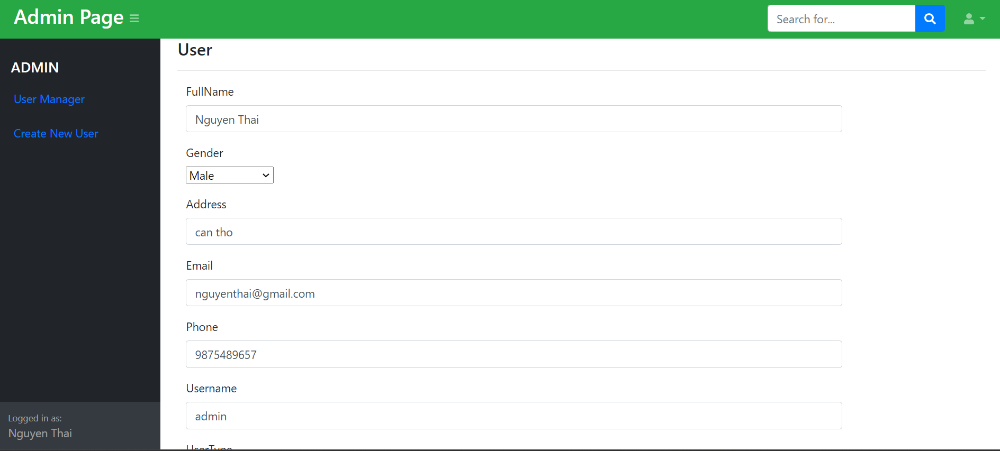 Admin Page
Search for...
ADMIN
User Manager
Create New User
Logged in as:
Nguyen Thai
User
FullName
Nguyen Thai
Gender
Male
Address
can tho
Email
nguyenthai@gmail.com
Phone
9875489657
Username
admin
UserType